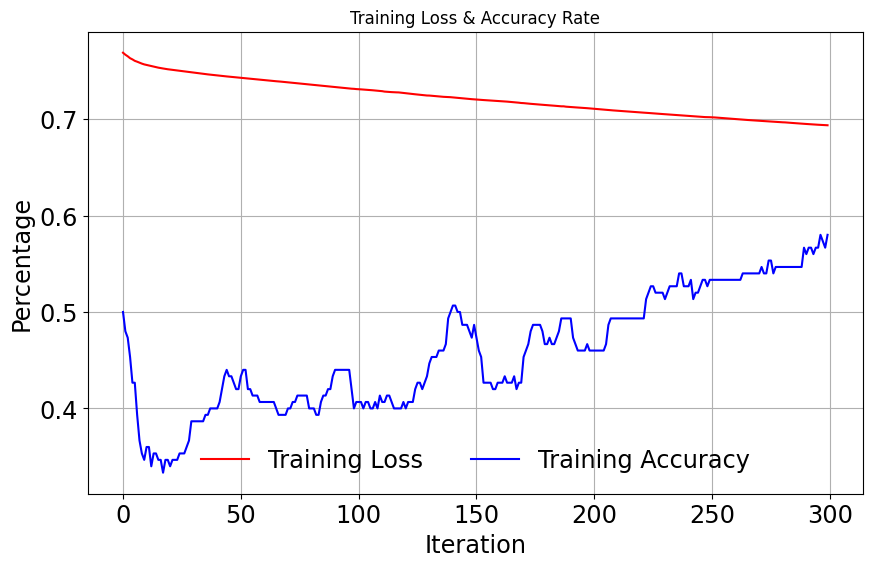 Training Loss & Accuracy Rate
Percentage
0.7
0.6
0.5
0.4
Training Loss
Training Accuracy
0 50 100 150 200 250 300
Iteration